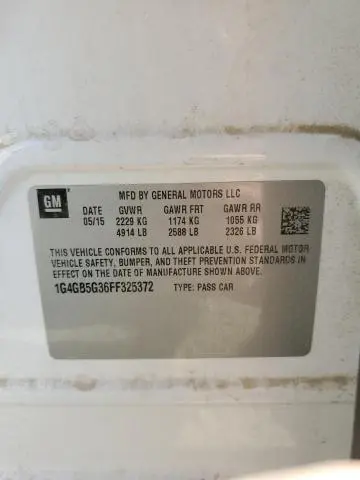 GM
MFD BY GENERAL MOTORS LLC
DATE GVWR GAWR FRT GAWR RR
05/15 2229 KG 1174 KG 1055 KG
4914 LB 2588 LB 2326 LB
THIS VEHICLE CONFORMS TO ALL APPLICABLE U.S. FEDERAL MOTOR
VEHICLE SAFETY, BUMPER, AND THEFT PREVENTION STANDARDS
IN EFFECT ON THE DATE OF MANUFACTURE SHOWN ABOVE.
1G4GB5G36FF325372 TYPE: PASS CAR